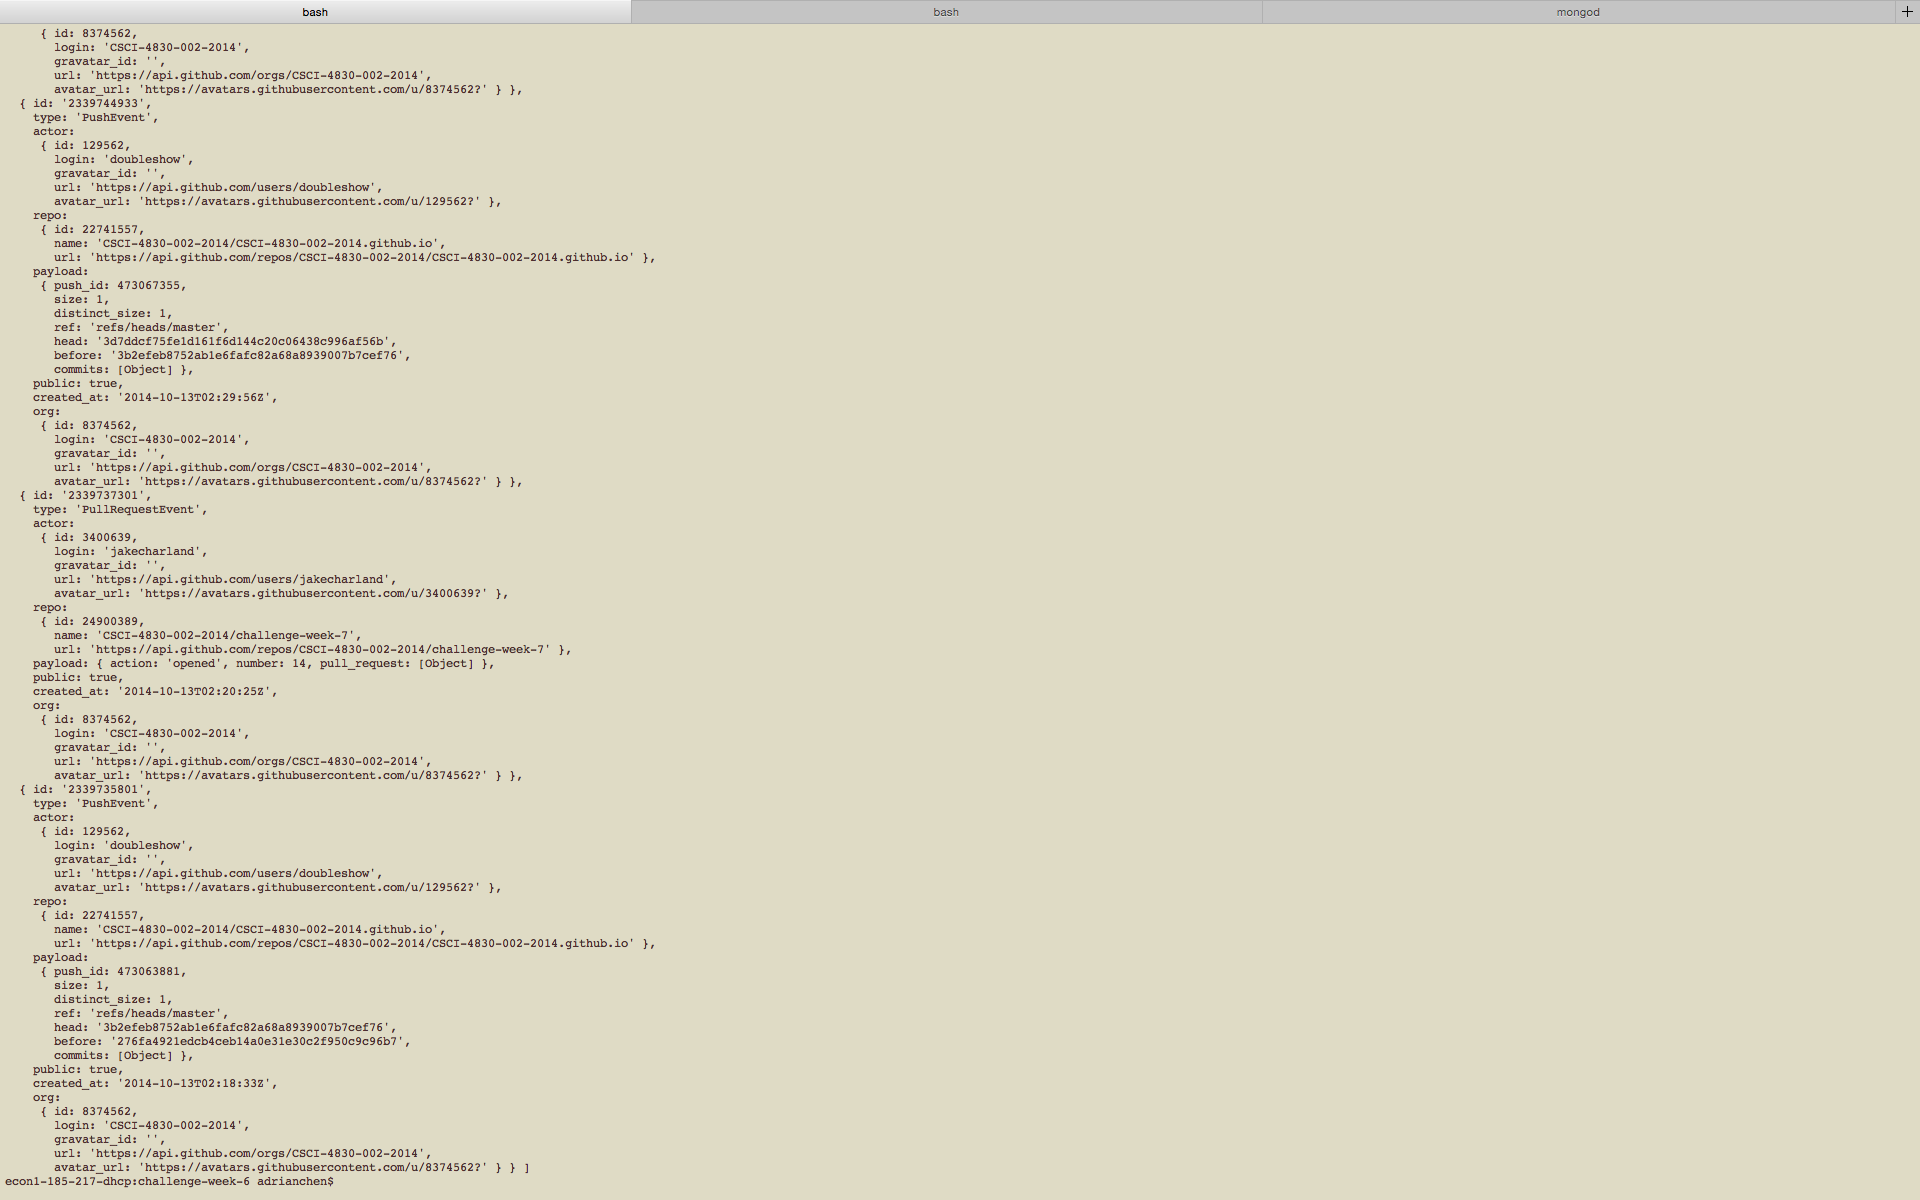 bash
bash
mongod
+
{ id: 8374562,
login: 'CSCI-4830-002-2014',
gravatar_id: '',
url: 'https://api.github.com/orgs/CSCI-4830-002-2014',
avatar_url: 'https://avatars.githubusercontent.com/u/8374562?' } },
{ id: '2339744933',
type: 'PushEvent',
actor:
{ id: 129562,
login: 'doubleshow',
gravatar_id: '',
url: 'https://api.github.com/users/doubleshow',
avatar_url: 'https://avatars.githubusercontent.com/u/129562?' },
repo:
{ id: 22741557,
name: 'CSCI-4830-002-2014/CSCI-4830-002-2014.github.io',
url: 'https://api.github.com/repos/CSCI-4830-002-2014/CSCI-4830-002-2014.github.io' },
payload:
{ push_id: 473067355,
size: 1,
distinct_size: 1,
ref: 'refs/heads/master',
head: '3d7ddcf75fe1d161f6d144c20c06438c996af56b',
before: '3b2efeb8752ab1e6fafc82a68a8939007b7cef76',
commits: [Object] },
public: true,
created_at: '2014-10-13T02:29:56Z',
org:
{ id: 8374562,
login: 'CSCI-4830-002-2014',
gravatar_id: '',
url: 'https://api.github.com/orgs/CSCI-4830-002-2014',
avatar_url: 'https://avatars.githubusercontent.com/u/8374562?' } },
{ id: '2339737301',
type: 'PullRequestEvent',
actor:
{ id: 3400639,
login: 'jakecharland',
gravatar_id: '',
url: 'https://api.github.com/users/jakecharland',
avatar_url: 'https://avatars.githubusercontent.com/u/3400639?' },
repo:
{ id: 24900389,
name: 'CSCI-4830-002-2014/challenge-week-7',
url: 'https://api.github.com/repos/CSCI-4830-002-2014/challenge-week-7' },
payload: { action: 'opened', number: 14, pull_request: [Object] },
public: true,
created_at: '2014-10-13T02:20:25Z',
org:
{ id: 8374562,
login: 'CSCI-4830-002-2014',
gravatar_id: '',
url: 'https://api.github.com/orgs/CSCI-4830-002-2014',
avatar_url: 'https://avatars.githubusercontent.com/u/8374562?' } },
{ id: '2339735801',
type: 'PushEvent',
actor:
{ id: 129562,
login: 'doubleshow',
gravatar_id: '',
url: 'https://api.github.com/users/doubleshow',
avatar_url: 'https://avatars.githubusercontent.com/u/129562?' },
repo:
{ id: 22741557,
name: 'CSCI-4830-002-2014/CSCI-4830-002-2014.github.io',
url: 'https://api.github.com/repos/CSCI-4830-002-2014/CSCI-4830-002-2014.github.io' },
payload:
{ push_id: 473063881,
size: 1,
distinct_size: 1,
ref: 'refs/heads/master',
head: '3b2efeb8752ab1e6fafc82a68a8939007b7cef76',
before: '276fa4921edcb4ceb14a0e31e30c2f950c9c96b7',
commits: [Object] },
public: true,
created_at: '2014-10-13T02:18:33Z',
org:
{ id: 8374562,
login: 'CSCI-4830-002-2014',
gravatar_id: '',
url: 'https://api.github.com/orgs/CSCI-4830-002-2014',
avatar_url: 'https://avatars.githubusercontent.com/u/8374562?' } } ]
econ1-185-217-dhcp:challenge-week-6 adrianchen$